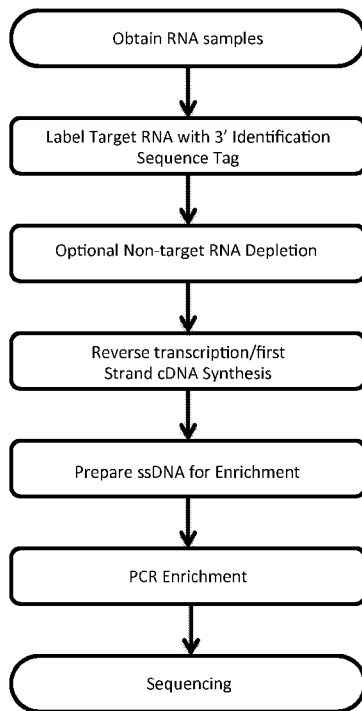 Obtain RNA samples
Label Target RNA with 3′ Identification
Sequence Tag
Optional Non-target RNA Depletion
Reverse transcription/first
Strand cDNA Synthesis
Prepare ssDNA for Enrichment
PCR Enrichment
Sequencing